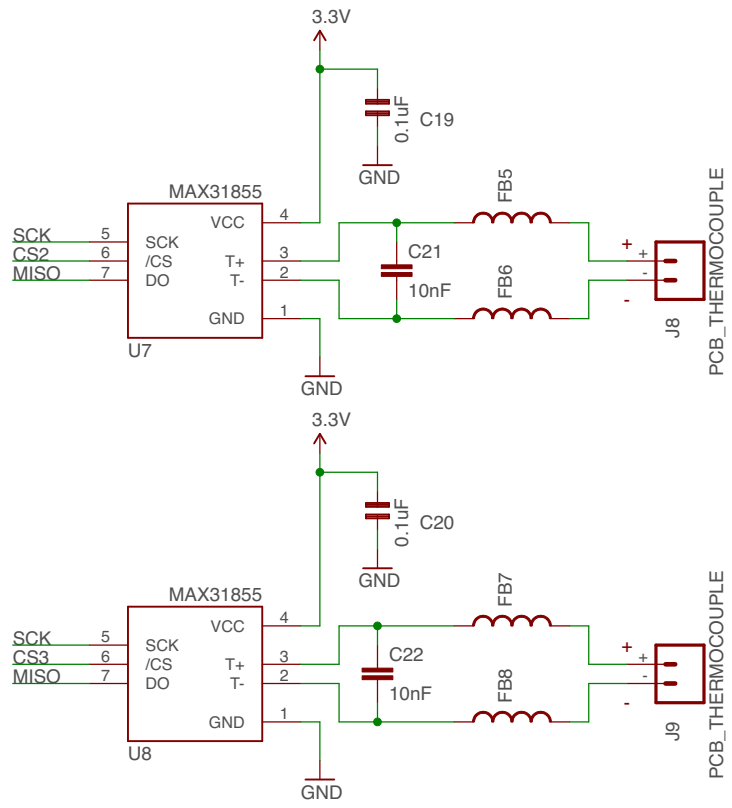 3.3V
0.1uF
C19
GND
MAX31855
VCC
4
SCK
5
SCK
CS2
6
/CS
T+
3
MISO
7
DO
T-
2
GND
1
U7
GND
C21
10nF
FB5
FB6
+
+
-
-
J8
PCB_THERMOCOUPLE
3.3V
0.1uF
C20
GND
MAX31855
VCC
4
SCK
5
SCK
CS3
6
/CS
T+
3
MISO
7
DO
T-
2
GND
1
U8
GND
C22
10nF
FB7
FB8
+
+
-
-
J9
PCB_THERMOCOUPLE